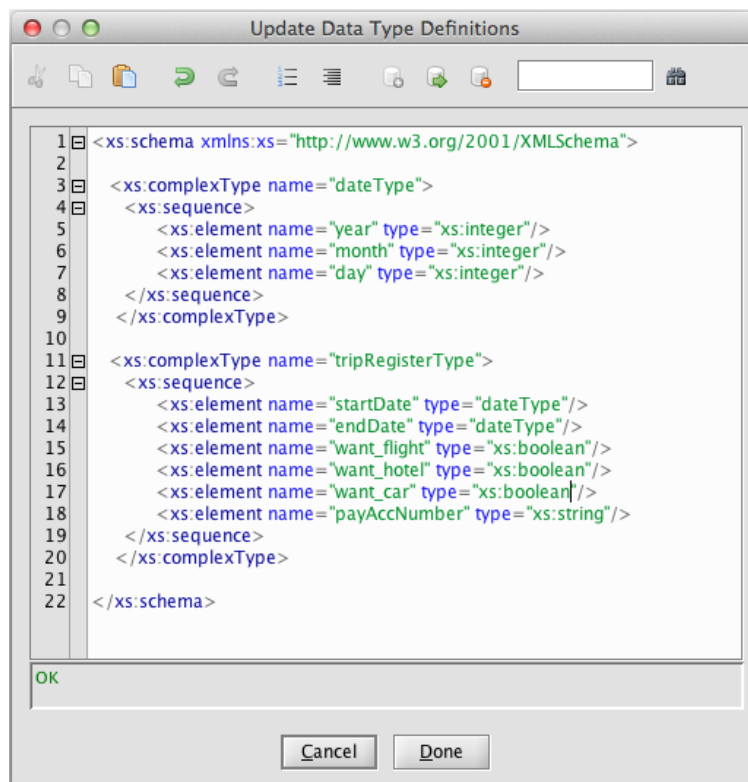 Update Data Type Definitions
1 <xs:schema xmlns:xs="http://www.w3.org/2001/XMLSchema">
2
3 <xs:complexType name="dateType">
4 <xs:sequence>
5 <xs:element name="year" type="xs:integer"/>
6 <xs:element name="month" type="xs:integer"/>
7 <xs:element name="day" type="xs:integer"/>
8 </xs:sequence>
9 </xs:complexType>
10
11 <xs:complexType name="tripRegisterType">
12 <xs:sequence>
13 <xs:element name="startDate" type="dateType"/>
14 <xs:element name="endDate" type="dateType"/>
15 <xs:element name="want_flight" type="xs:boolean"/>
16 <xs:element name="want_hotel" type="xs:boolean"/>
17 <xs:element name="want_car" type="xs:boolean"/>
18 <xs:element name="payAccNumber" type="xs:string"/>
19 </xs:sequence>
20 </xs:complexType>
21
22 </xs:schema>
OK
Cancel Done